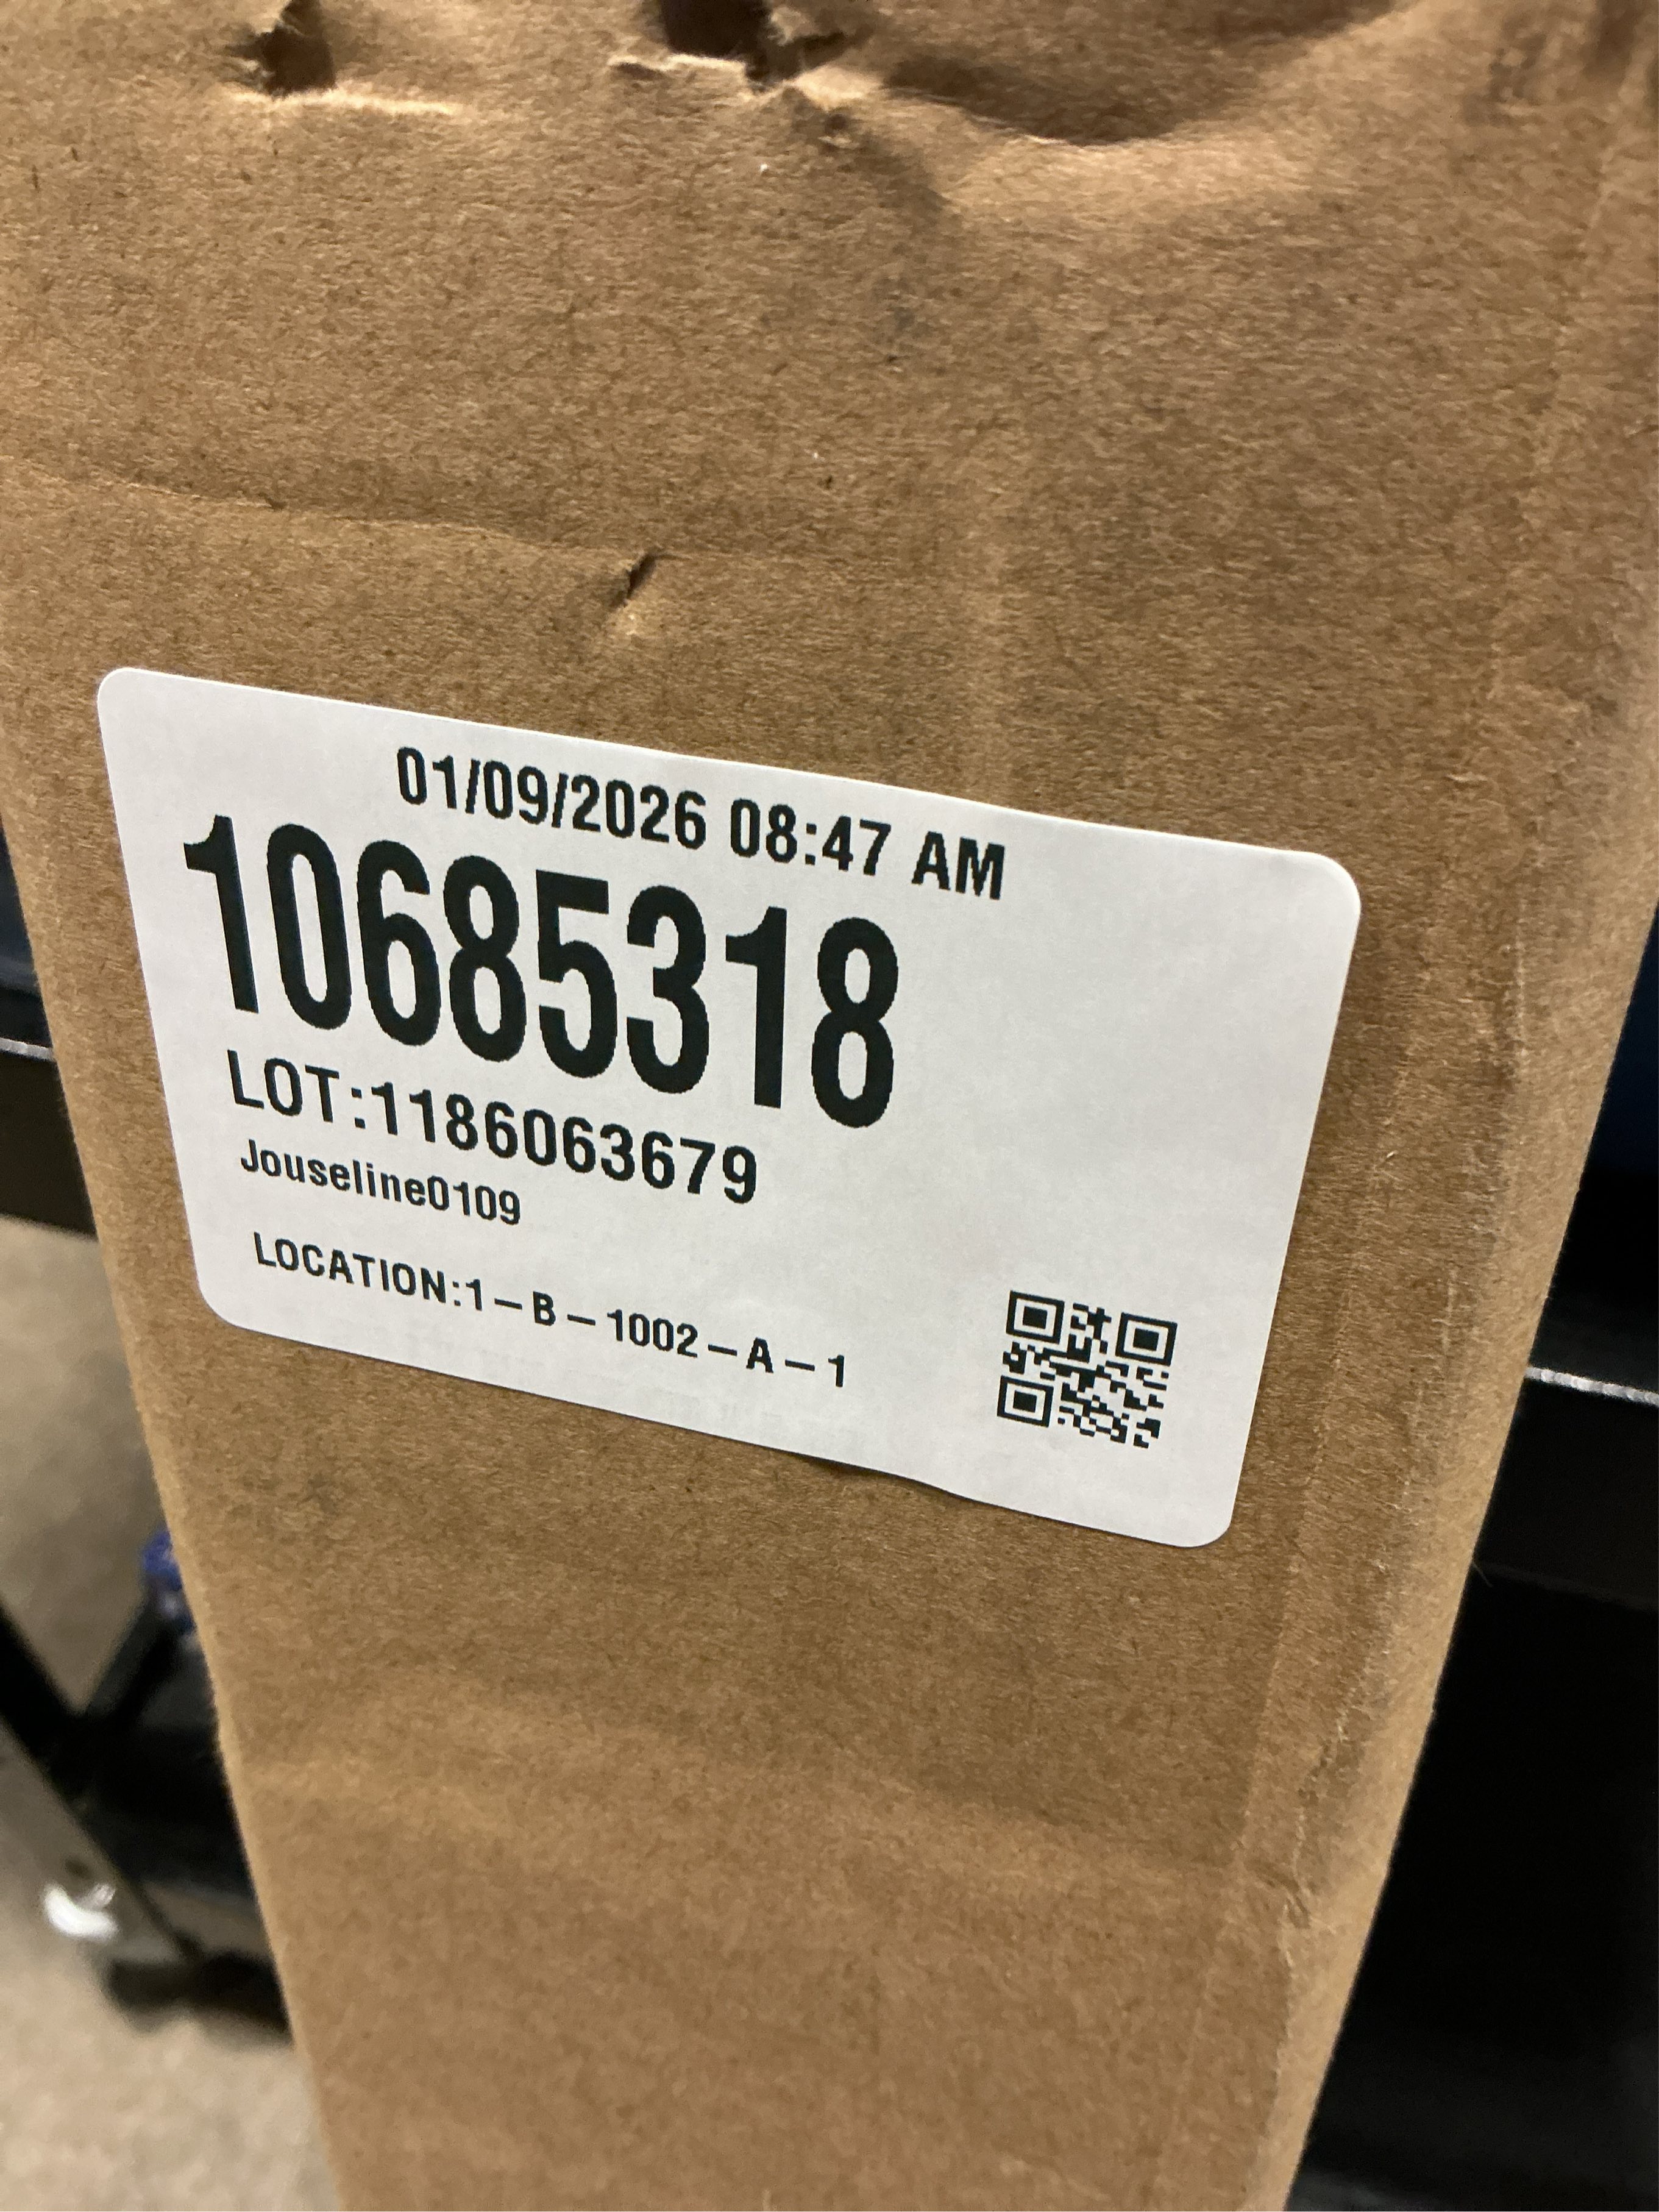 01/09/2026 08:47 AM
10685318
LOT:1186063679
Jouseline0109
LOCATION:1-B-1002-A-1